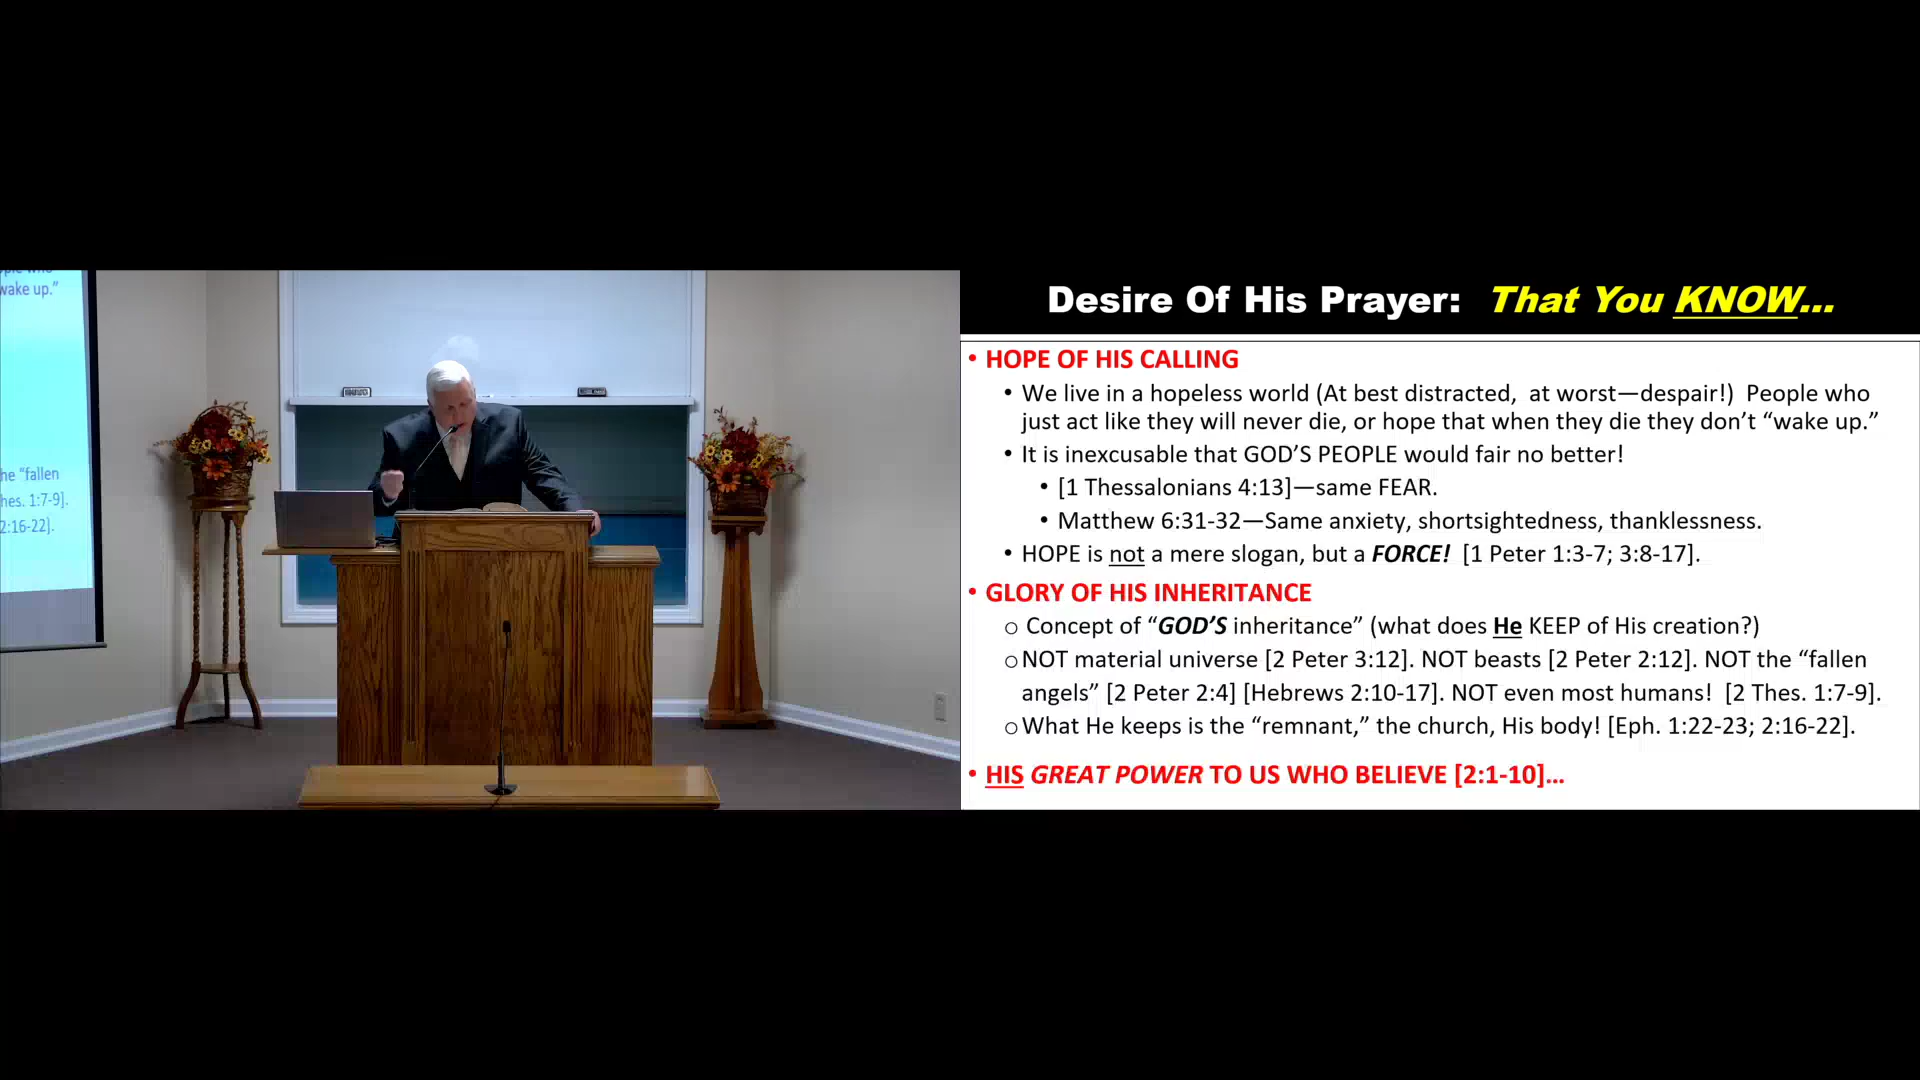 ople who
wake up.”
he “fallen
hes. 1:7-9].
2:16-22].
Desire Of His Prayer: That You KNOW...
• HOPE OF HIS CALLING
• We live in a hopeless world (At best distracted, at worst—despair!) People who
just act like they will never die, or hope that when they die they don’t “wake up.”
• It is inexcusable that GOD’S PEOPLE would fair no better!
• [1 Thessalonians 4:13]—same FEAR.
• Matthew 6:31-32—Same anxiety, shortsightedness, thanklessness.
• HOPE is not a mere slogan, but a FORCE! [1 Peter 1:3-7; 3:8-17].
• GLORY OF HIS INHERITANCE
o Concept of “GOD’S inheritance” (what does He KEEP of His creation?)
o NOT material universe [2 Peter 3:12]. NOT beasts [2 Peter 2:12]. NOT the “fallen
angels” [2 Peter 2:4] [Hebrews 2:10-17]. NOT even most humans! [2 Thes. 1:7-9].
o What He keeps is the “remnant,” the church, His body! [Eph. 1:22-23; 2:16-22].
• HIS GREAT POWER TO US WHO BELIEVE [2:1-10]...